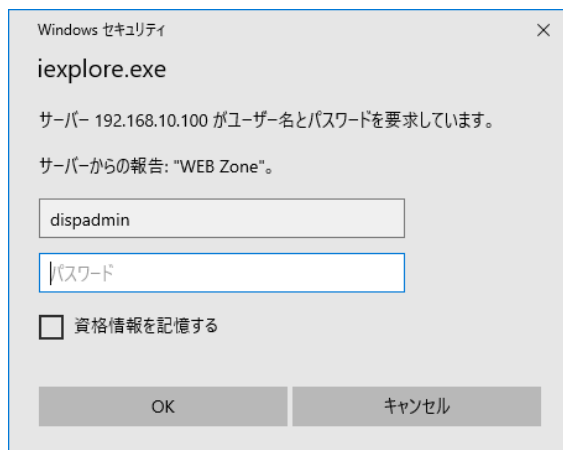 Windows セキュリティ
iexplore.exe
サーバー 192.168.10.100 がユーザー名とパスワードを要求しています。
サーバーからの報告: "WEB Zone"。
dispadmin
パスワード
資格情報を記憶する
OK
キャンセル